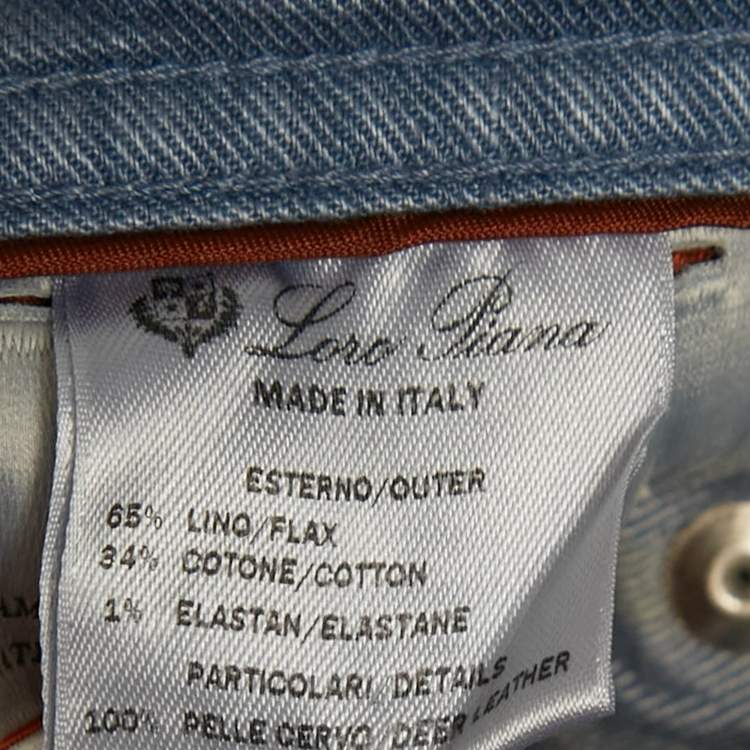 Loro Piana
MADE IN ITALY
ESTERNO/OUTER
65% LINO/FLAX
34% COTONE/COTTON
1% ELASTAN/ELASTANE
PARTICOLARI DETAILS
100% PELLE CERVO/DEER LEATHER